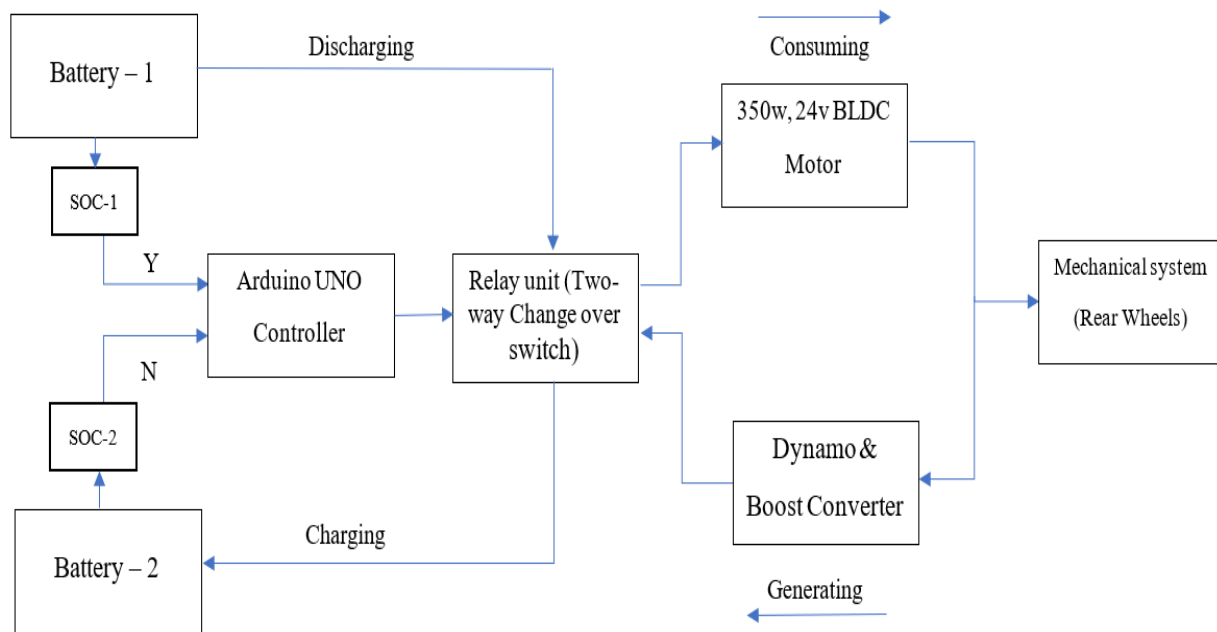 Battery – 1
Discharging
Consuming
350w, 24v BLDC
Motor
SOC-1
Y
Arduino UNO
Controller
Relay unit (Two-
way Change over
switch)
Mechanical system
(Rear Wheels)
N
SOC-2
Dynamo &
Boost Converter
Battery – 2
Charging
Generating